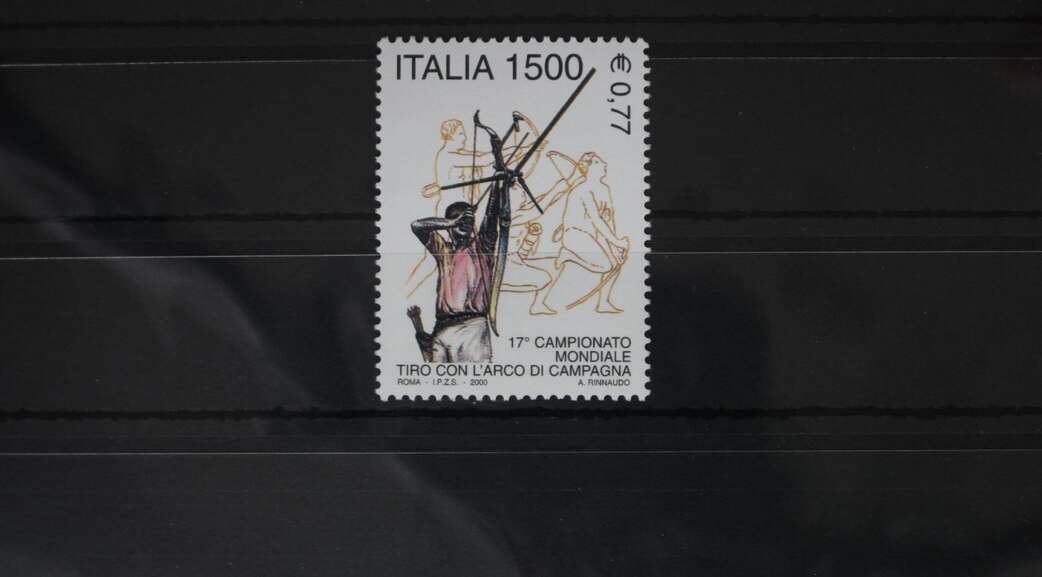 ITALIA 1500
€ 0,77
17° CAMPIONATO
MONDIALE
TIRO CON L'ARCO DI CAMPAGNA
ROMA - I.P.Z.S. - 2000
A. RINNAUDO